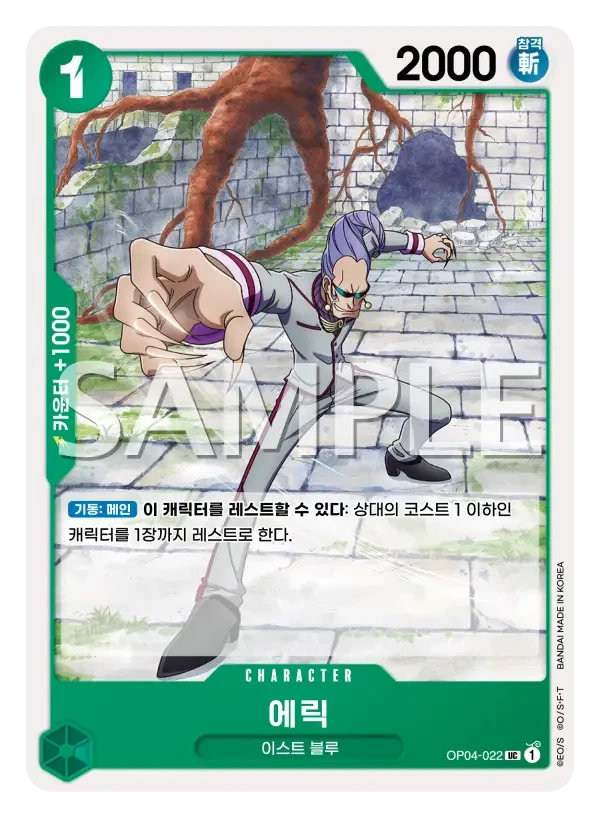 1
2000
참격
斬
카운터 +1000
SAMPLE
기동: 메인 이 캐릭터를 레스트할 수 있다: 상대의 코스트 1 이하인
캐릭터를 1장까지 레스트로 한다.
CHARACTER
에릭
이스트 블루
OP04-022 UC 1
©EO/S ©O/S·F·T BANDAI MADE IN KOREA